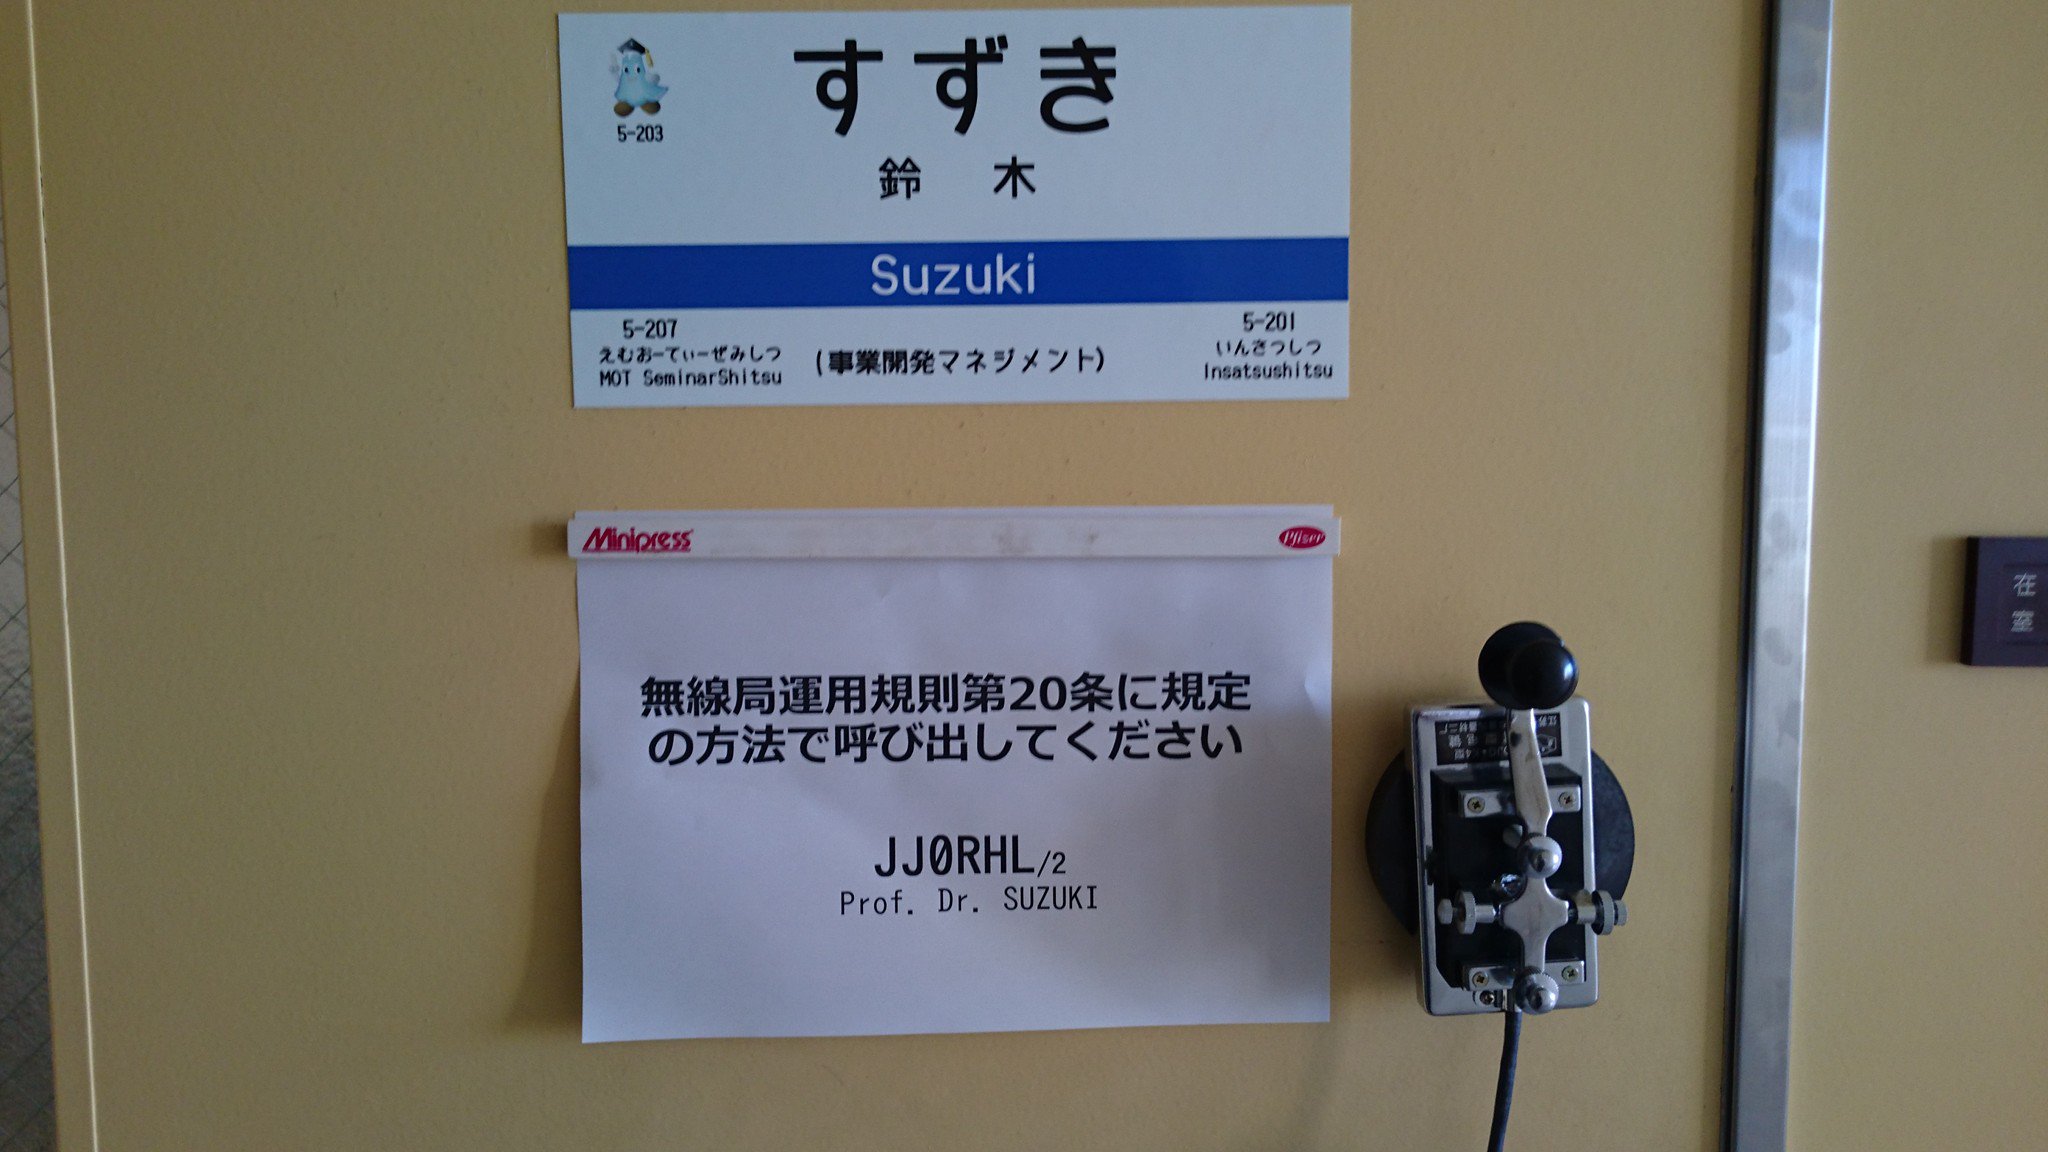 すずき
5-203
鈴 木
Suzuki
5-207
えむおーてぃーぜみしつ
MOT SeminarShitsu
(事業開発マネジメント)
5-201
いんさつしつ
Insatsushitsu
Minipress
Pfizer
無線局運用規則第20条に規定
の方法で呼び出してください
JJ0RHL/2
Prof. Dr. SUZUKI
在